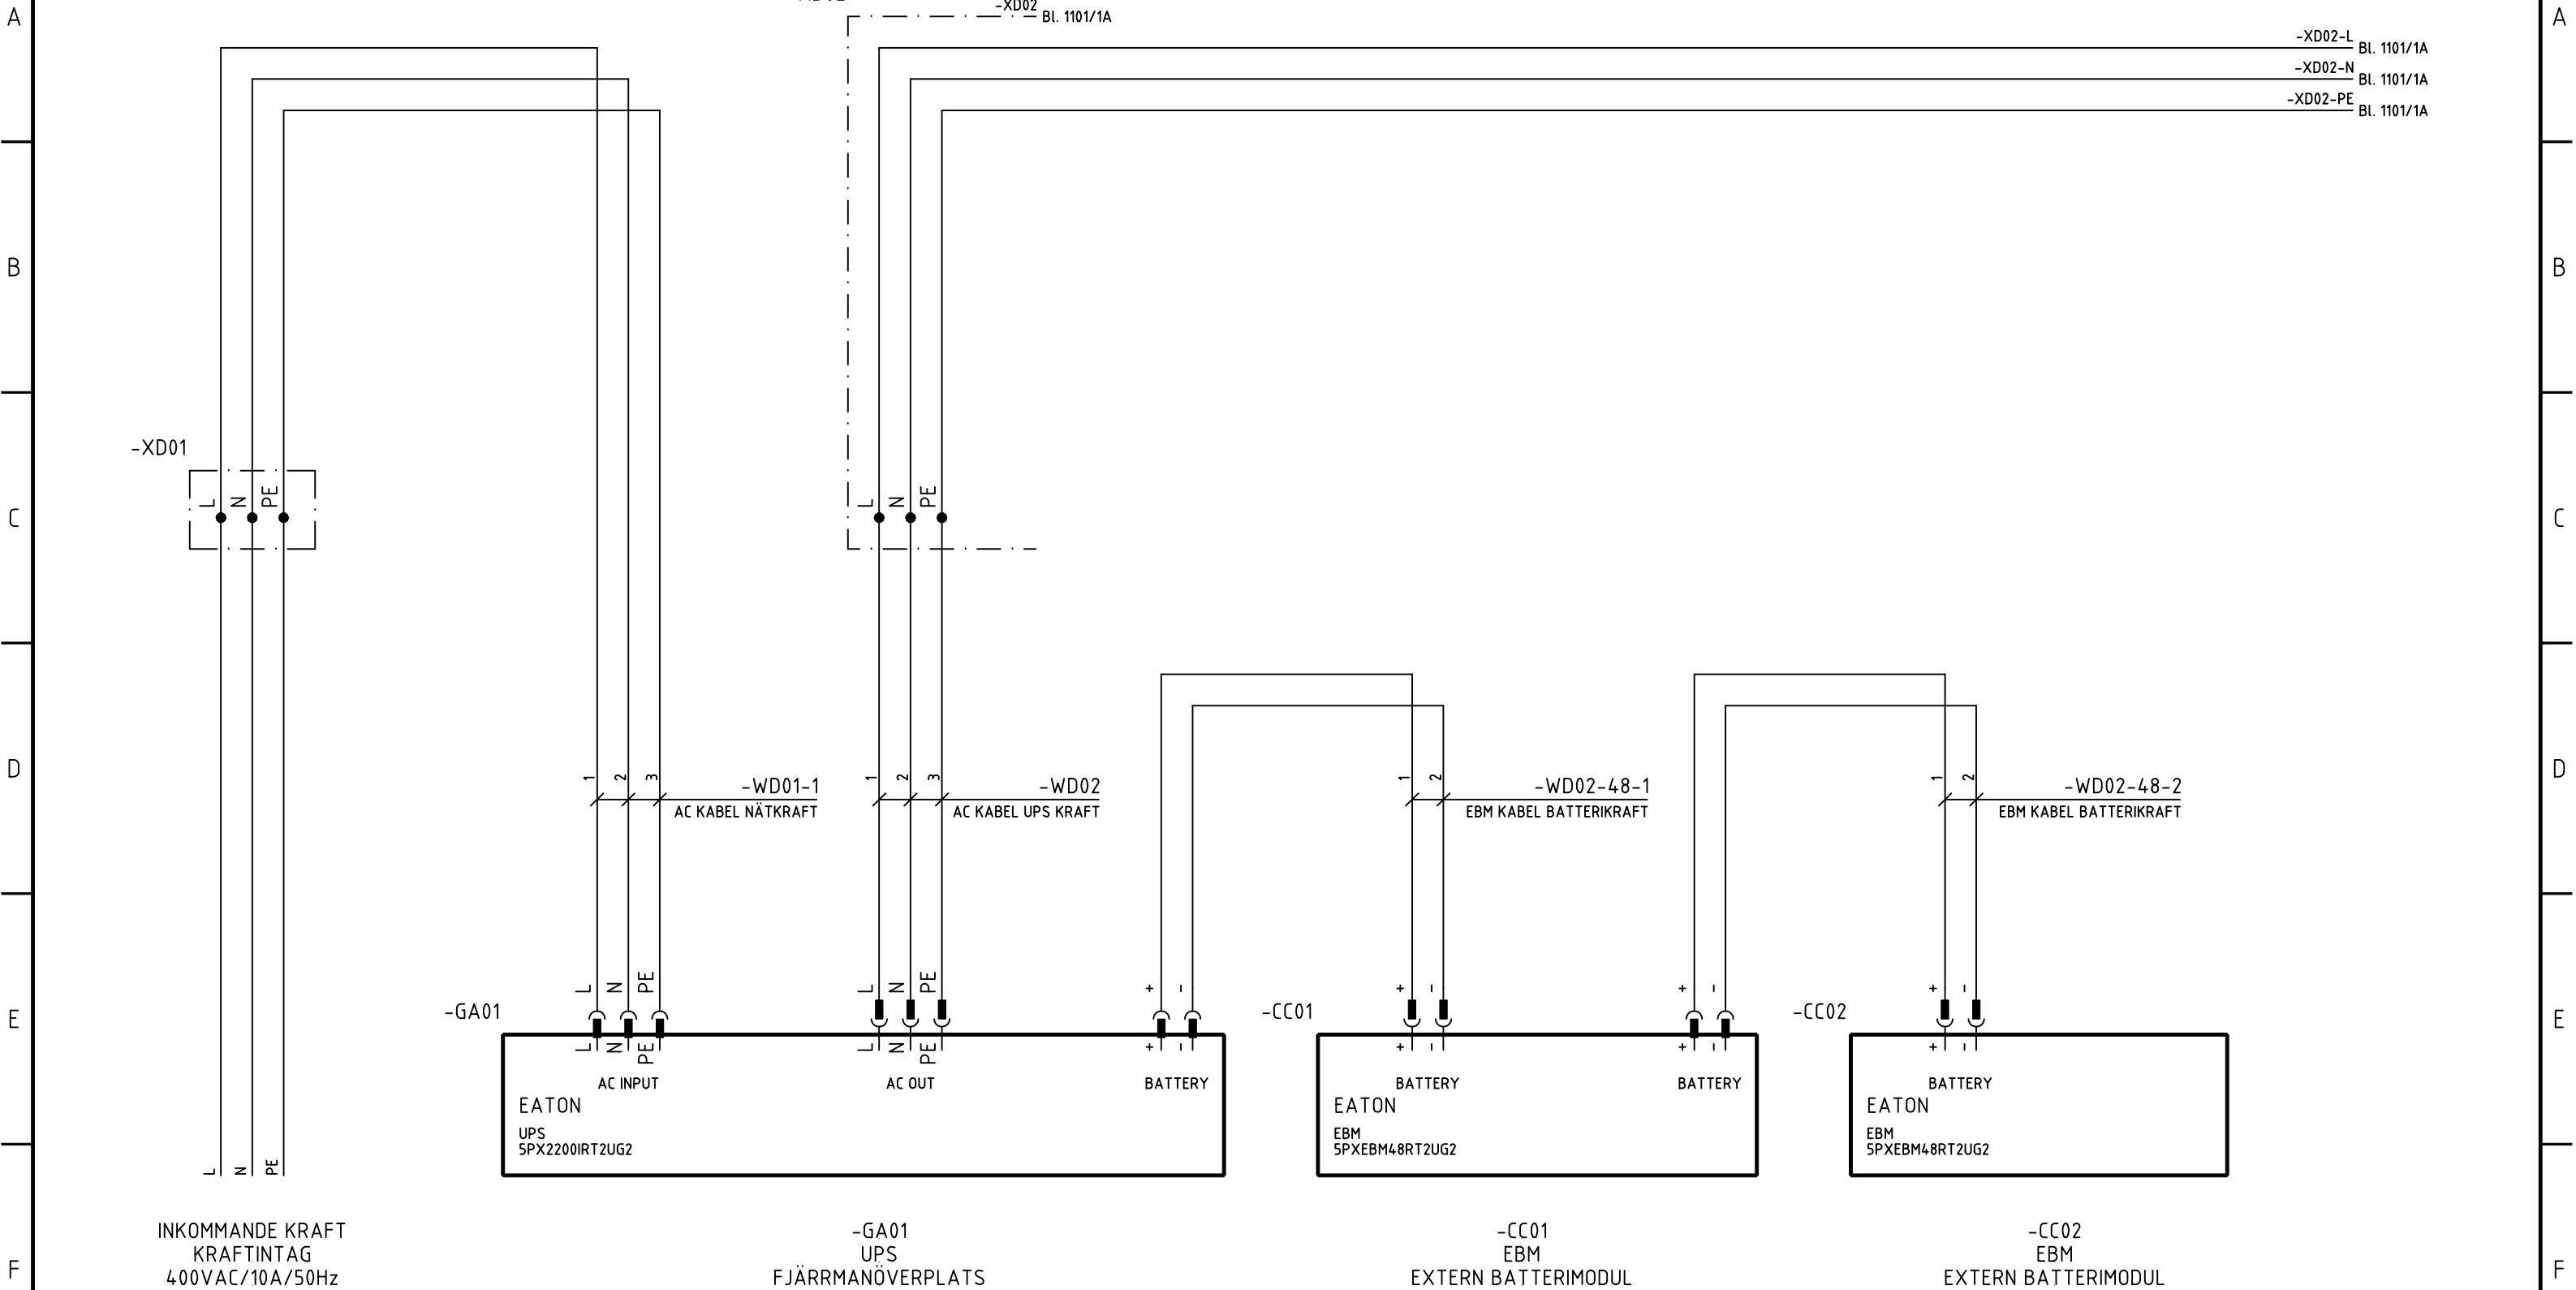 A
A
-XD02
Bl. 1101/1A
-XD02-L
Bl. 1101/1A
-XD02-N
Bl. 1101/1A
-XD02-PE
Bl. 1101/1A
B
B
-XD01
L N PE
L N PE
C
C
D
D
1 2 3
-WD01-1
AC KABEL NÄTKRAFT
1 2 3
-WD02
AC KABEL UPS KRAFT
1 2
-WD02-48-1
EBM KABEL BATTERIKRAFT
1 2
-WD02-48-2
EBM KABEL BATTERIKRAFT
E
E
L N PE
L N PE
+ -
+ -
+ -
+ -
-GA01
-CC01
-CC02
L N PE
L N PE
+ -
+ -
+ -
+ -
AC INPUT
AC OUT
BATTERY
BATTERY
BATTERY
BATTERY
EATON
UPS
5PX2200IRT2UG2
EATON
EBM
5PXEBM48RT2UG2
EATON
EBM
5PXEBM48RT2UG2
L N PE
INKOMMANDE KRAFT
KRAFTINTAG
400VAC/10A/50Hz
-GA01
UPS
FJÄRRMANÖVERPLATS
-CC01
EBM
EXTERN BATTERIMODUL
-CC02
EBM
EXTERN BATTERIMODUL
F
F